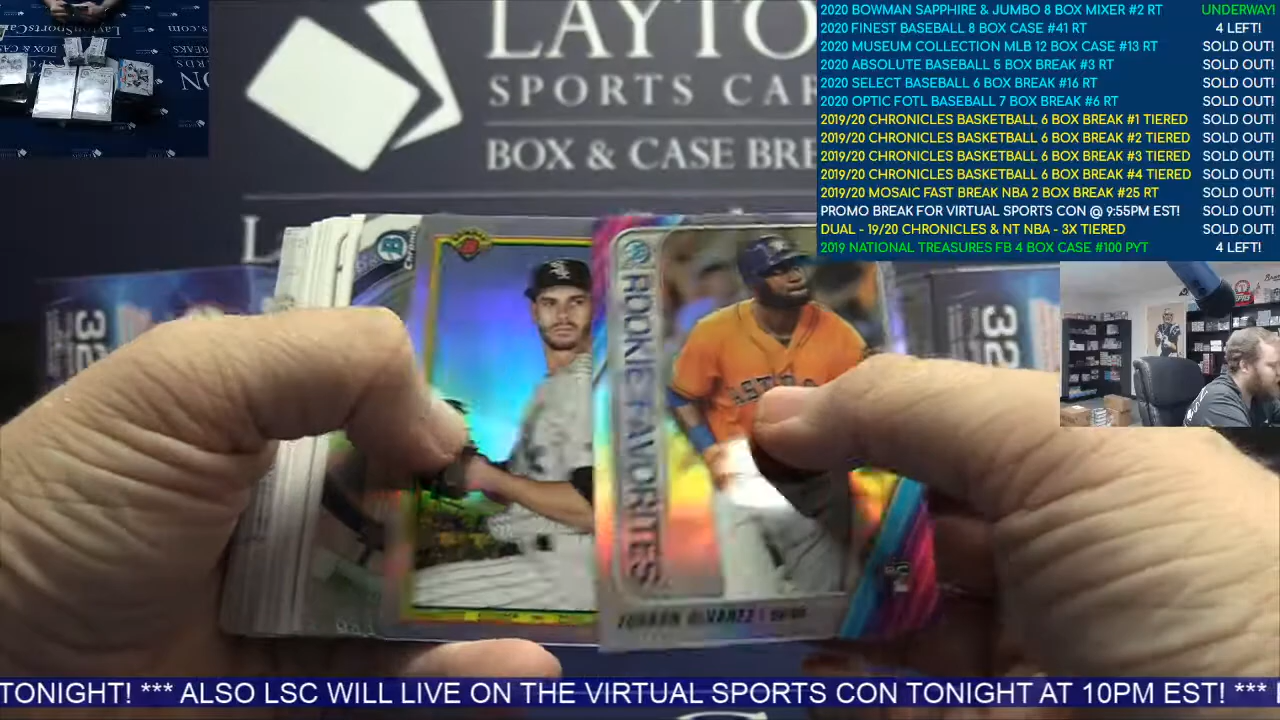 2020 BOWMAN SAPPHIRE & JUMBO 8 BOX MIXER #2 RT UNDERWAY!
2020 FINEST BASEBALL 8 BOX CASE #41 RT 4 LEFT!
2020 MUSEUM COLLECTION MLB 12 BOX CASE #13 RT SOLD OUT!
2020 ABSOLUTE BASEBALL 5 BOX BREAK #3 RT SOLD OUT!
2020 SELECT BASEBALL 6 BOX BREAK #16 RT SOLD OUT!
2020 OPTIC FOTL BASEBALL 7 BOX BREAK #6 RT SOLD OUT!
2019/20 CHRONICLES BASKETBALL 6 BOX BREAK #1 TIERED SOLD OUT!
2019/20 CHRONICLES BASKETBALL 6 BOX BREAK #2 TIERED SOLD OUT!
2019/20 CHRONICLES BASKETBALL 6 BOX BREAK #3 TIERED SOLD OUT!
2019/20 CHRONICLES BASKETBALL 6 BOX BREAK #4 TIERED SOLD OUT!
2019/20 MOSAIC FAST BREAK NBA 2 BOX BREAK #25 RT SOLD OUT!
PROMO BREAK FOR VIRTUAL SPORTS CON @ 9:55PM EST! SOLD OUT!
DUAL - 19/20 CHRONICLES & NT NBA - 3X TIERED SOLD OUT!
2019 NATIONAL TREASURES FB 4 BOX CASE #100 PYT 4 LEFT!
LAYTO
SPORTS CAR
BOX & CASE BRE
ROOKIE FAVORITES
ASTROS
YORDAN ALVAREZ
32
32
TONIGHT! *** ALSO LSC WILL LIVE ON THE VIRTUAL SPORTS CON TONIGHT AT 10PM EST! ***